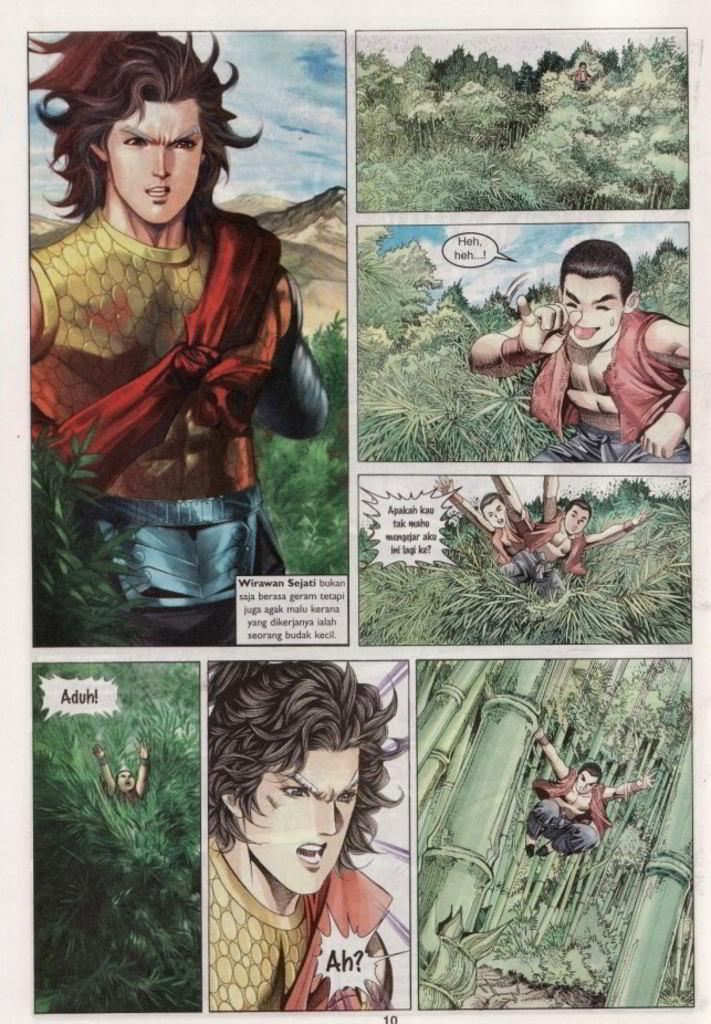 Heh,
heh...!
Apakah kau
tak mahu
mengejar aku
ini lagi ke?
Wirawan Sejati bukan
saja berasa geram tetapi
juga agak malu kerana
yang dikerjanya ialah
seorang budak kecil.
Aduh!
Ah?
10